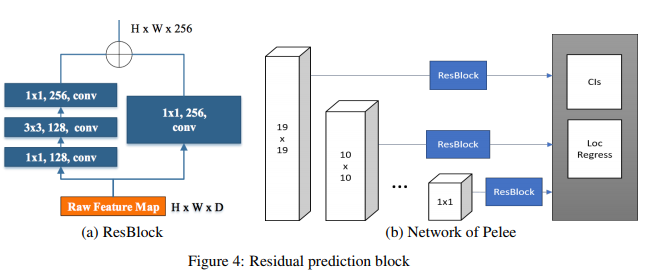 H x W x 256
1x1, 256, conv
3x3, 128, conv
1x1, 128, conv
1x1, 256,
conv
Raw Feature Map
H x W x D
(a) ResBlock
19
x
19
10
x
10
...
1x1
ResBlock
ResBlock
ResBlock
Cls
Loc
Regress
(b) Network of Pelee
Figure 4: Residual prediction block